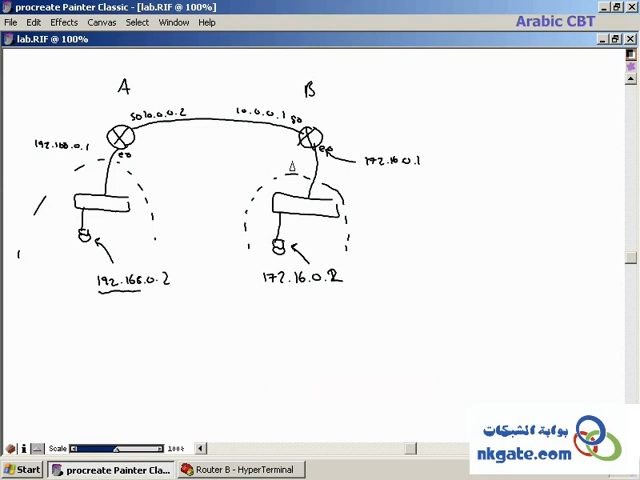 procreate Painter Classic - [lab.RIF @ 100%]
File Edit Effects Canvas Select Window Help
Arabic CBT
lab.RIF @ 100%
A
B
S0 10.0.0.2
10.0.0.1 S0
192.168.0.1
e0
e0
172.16.0.1
192.168.0.2
172.16.0.2
بوابة الشبكات
nkgate.com
Scale
100%
Start
procreate Painter Clas...
Router B - HyperTerminal